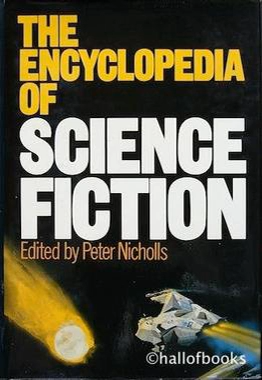 THE
ENCYCLOPEDIA
OF
SCIENCE
FICTION
Edited by Peter Nicholls
©hallofbooks